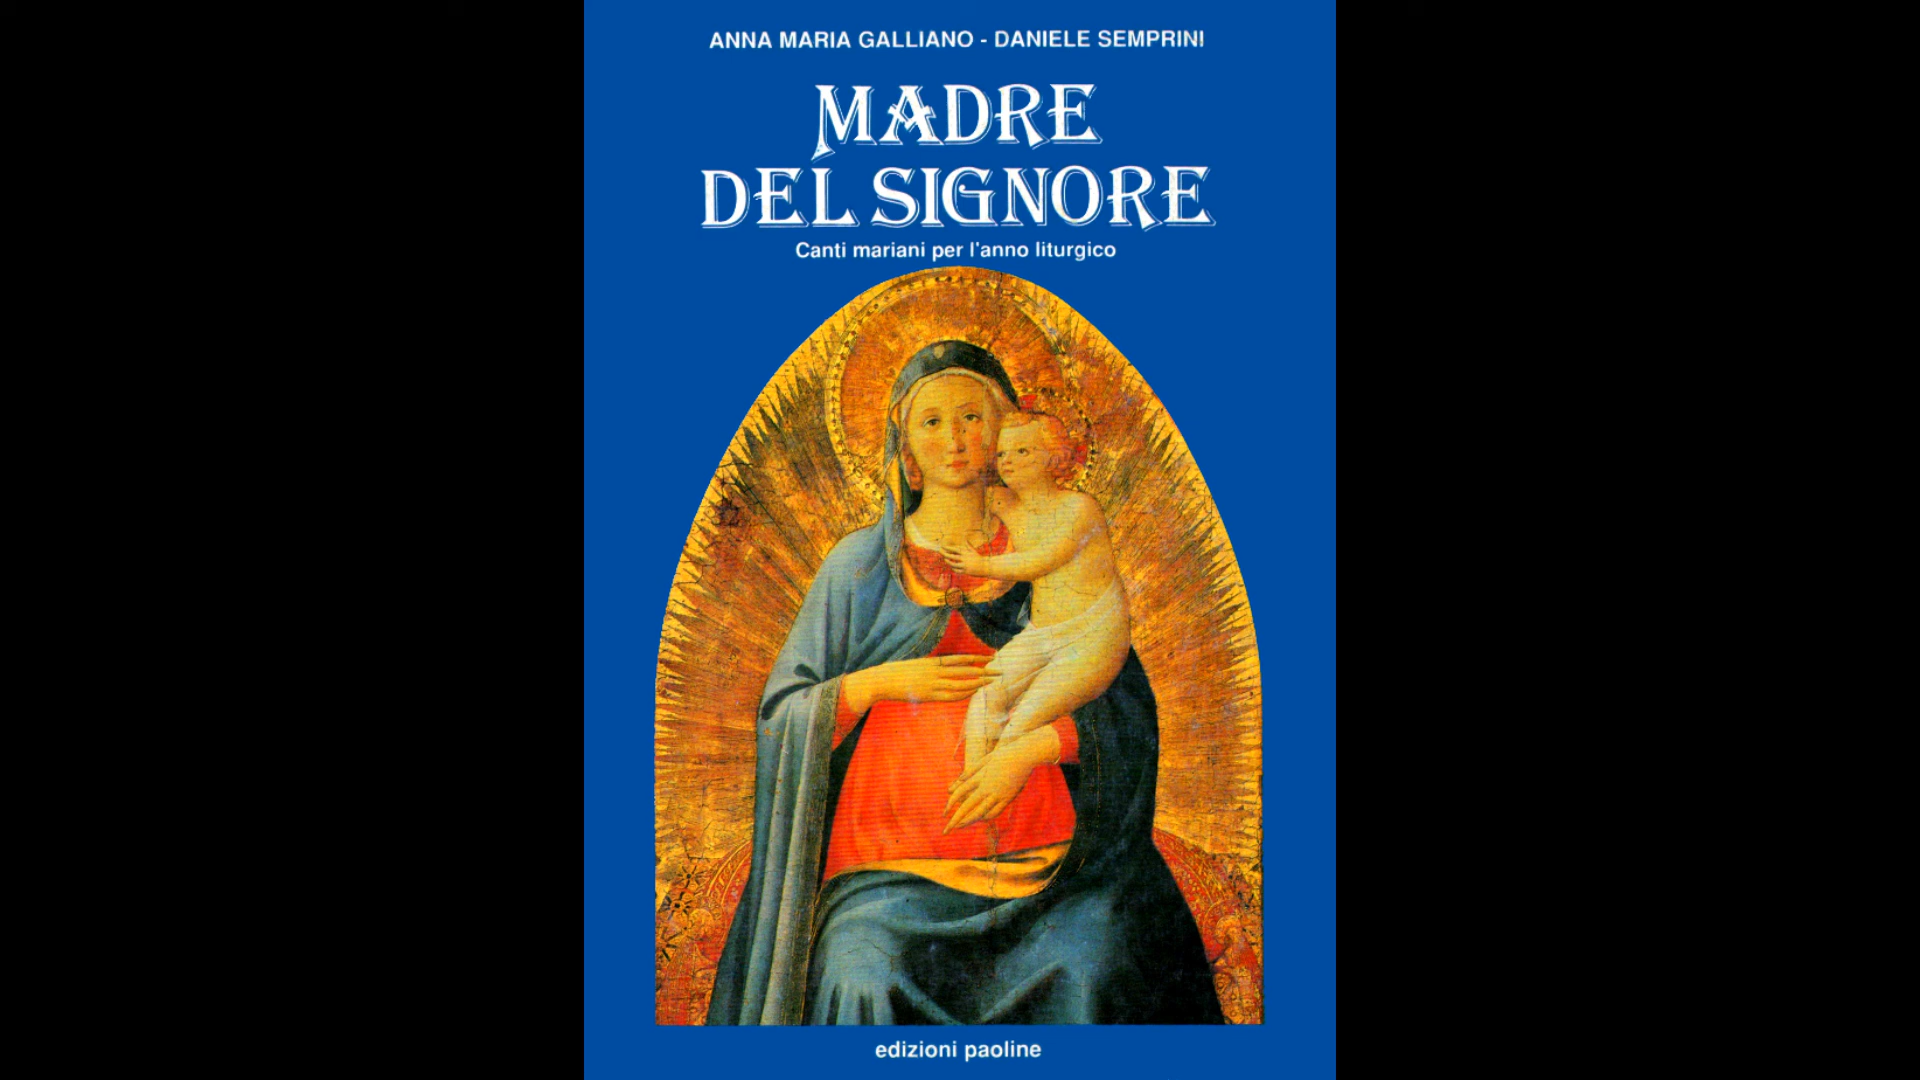 ANNA MARIA GALLIANO - DANIELE SEMPRINI
MADRE
DEL SIGNORE
Canti mariani per l'anno liturgico
edizioni paoline